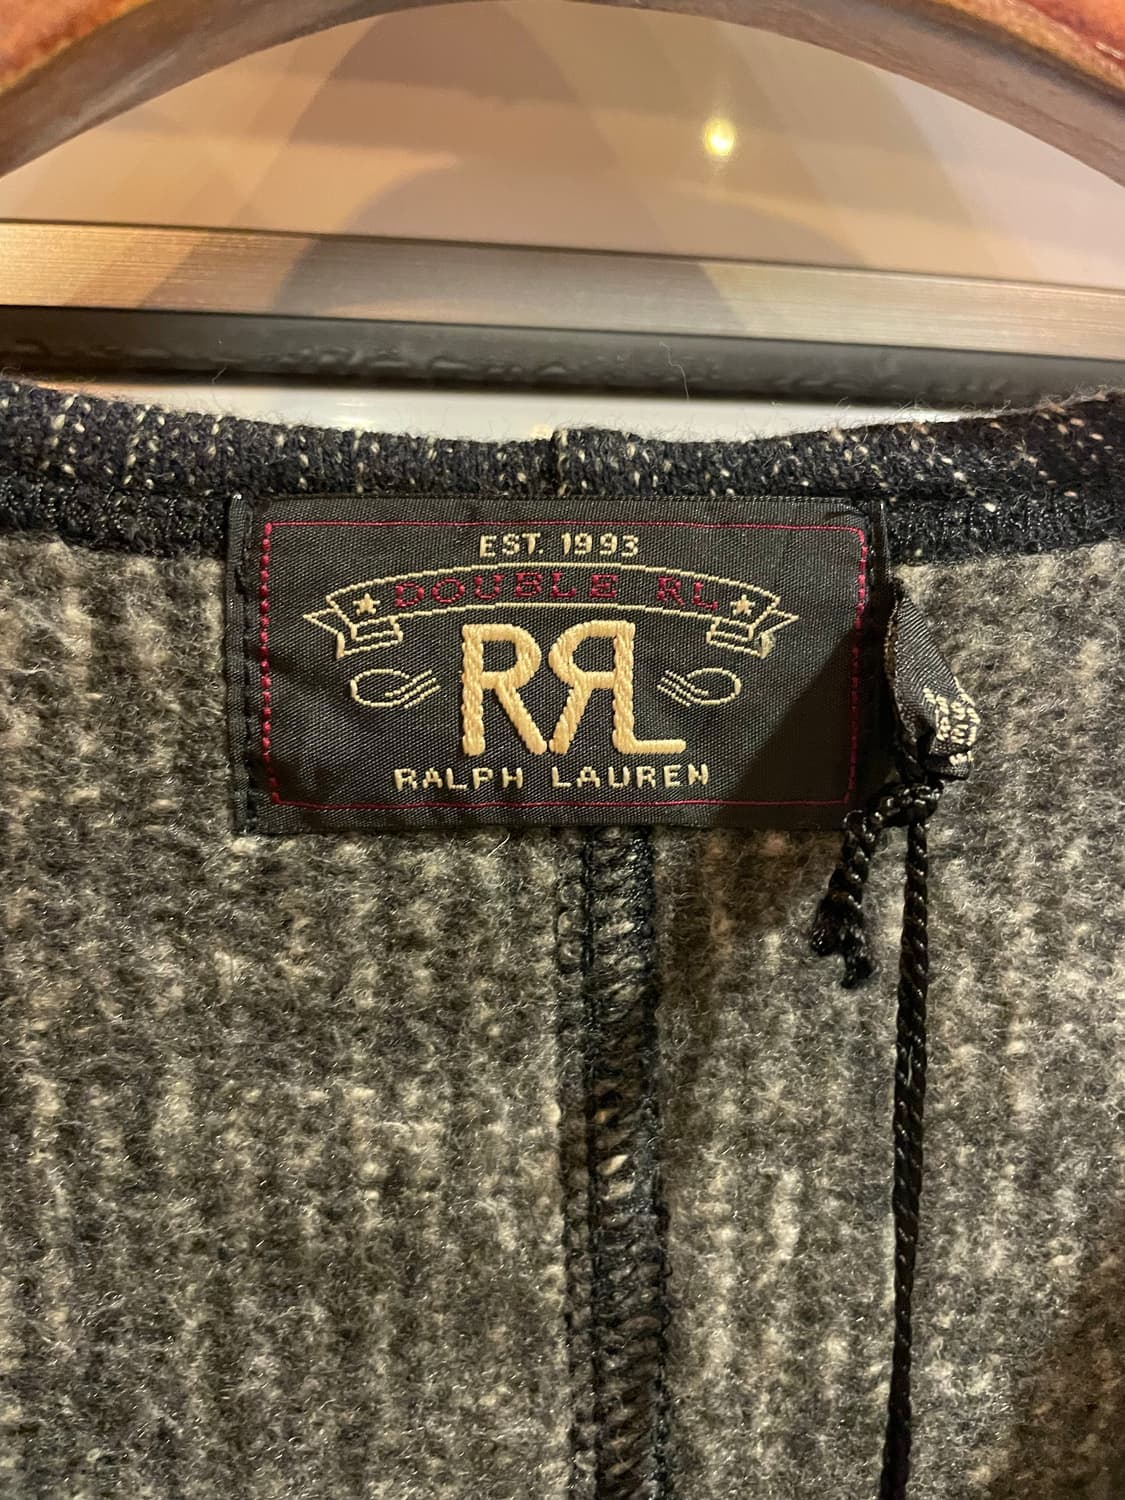 EST. 1993
DOUBLE RL
RRL
RALPH LAUREN